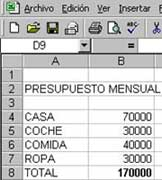 Archivo Edición Ver Insertar
D9 =
A B
1
2 PRESUPUESTO MENSUAL
3
4 CASA 70000
5 COCHE 30000
6 COMIDA 40000
7 ROPA 30000
8 TOTAL 170000